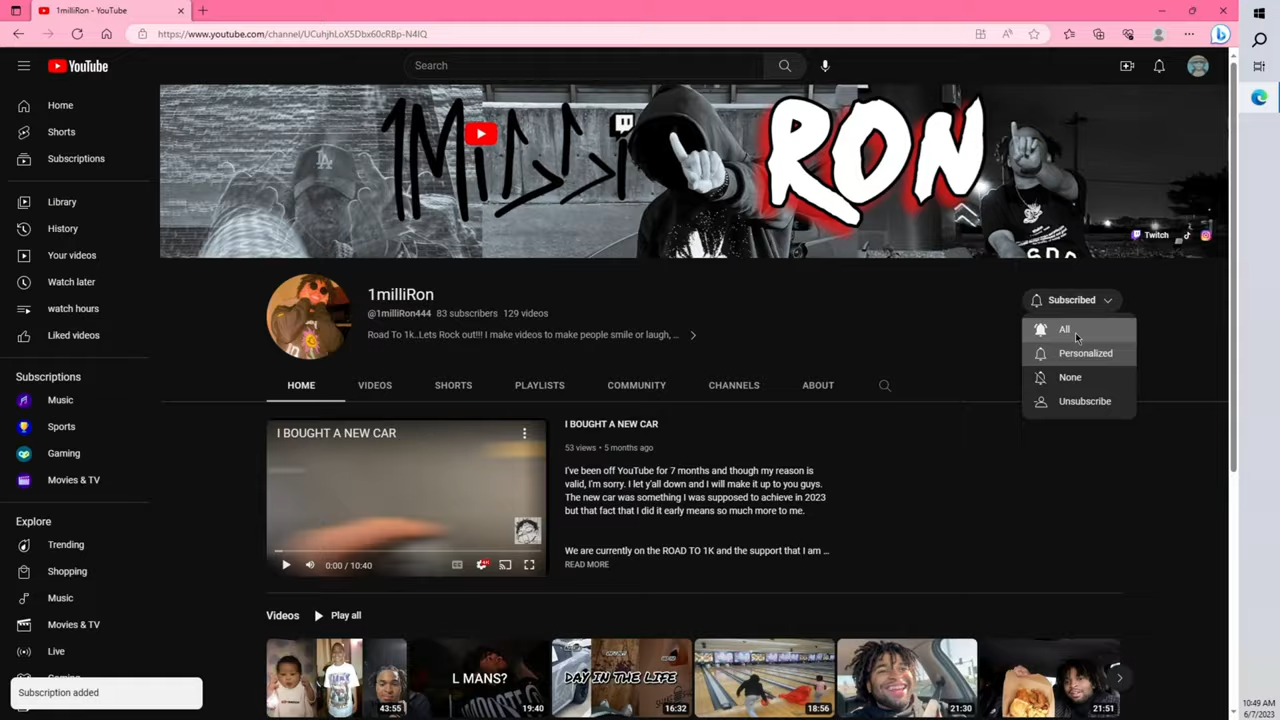 1milliRon - YouTube
https://www.youtube.com/channel/UCuhjhLoX5Dbx60cRBp-N4IQ
YouTube
Search
Home
Shorts
Subscriptions
Library
History
Your videos
Watch later
watch hours
Liked videos
Subscriptions
Music
Sports
Gaming
Movies & TV
Explore
Trending
Shopping
Music
Movies & TV
Live
Subscription added
1Milli RON
LA
Twitch
1milliRon
@1milliRon444 83 subscribers 129 videos
Road To 1k..Lets Rock out!!! I make videos to make people smile or laugh, ...
Subscribed
All
Personalized
None
Unsubscribe
HOME VIDEOS SHORTS PLAYLISTS COMMUNITY CHANNELS ABOUT
I BOUGHT A NEW CAR
0:00 / 10:40
I BOUGHT A NEW CAR
53 views • 5 months ago
I've been off YouTube for 7 months and though my reason is
valid, I'm sorry. I let y'all down and I will make it up to you guys.
The new car was something I was supposed to achieve in 2023
but that fact that I did it early means so much more to me.
We are currently on the ROAD TO 1K and the support that I am ...
READ MORE
Videos Play all
43:55
L MANS?
19:40
DAY IN THE LIFE
16:32
18:56
21:30
21:51
10:49 AM
6/7/2023